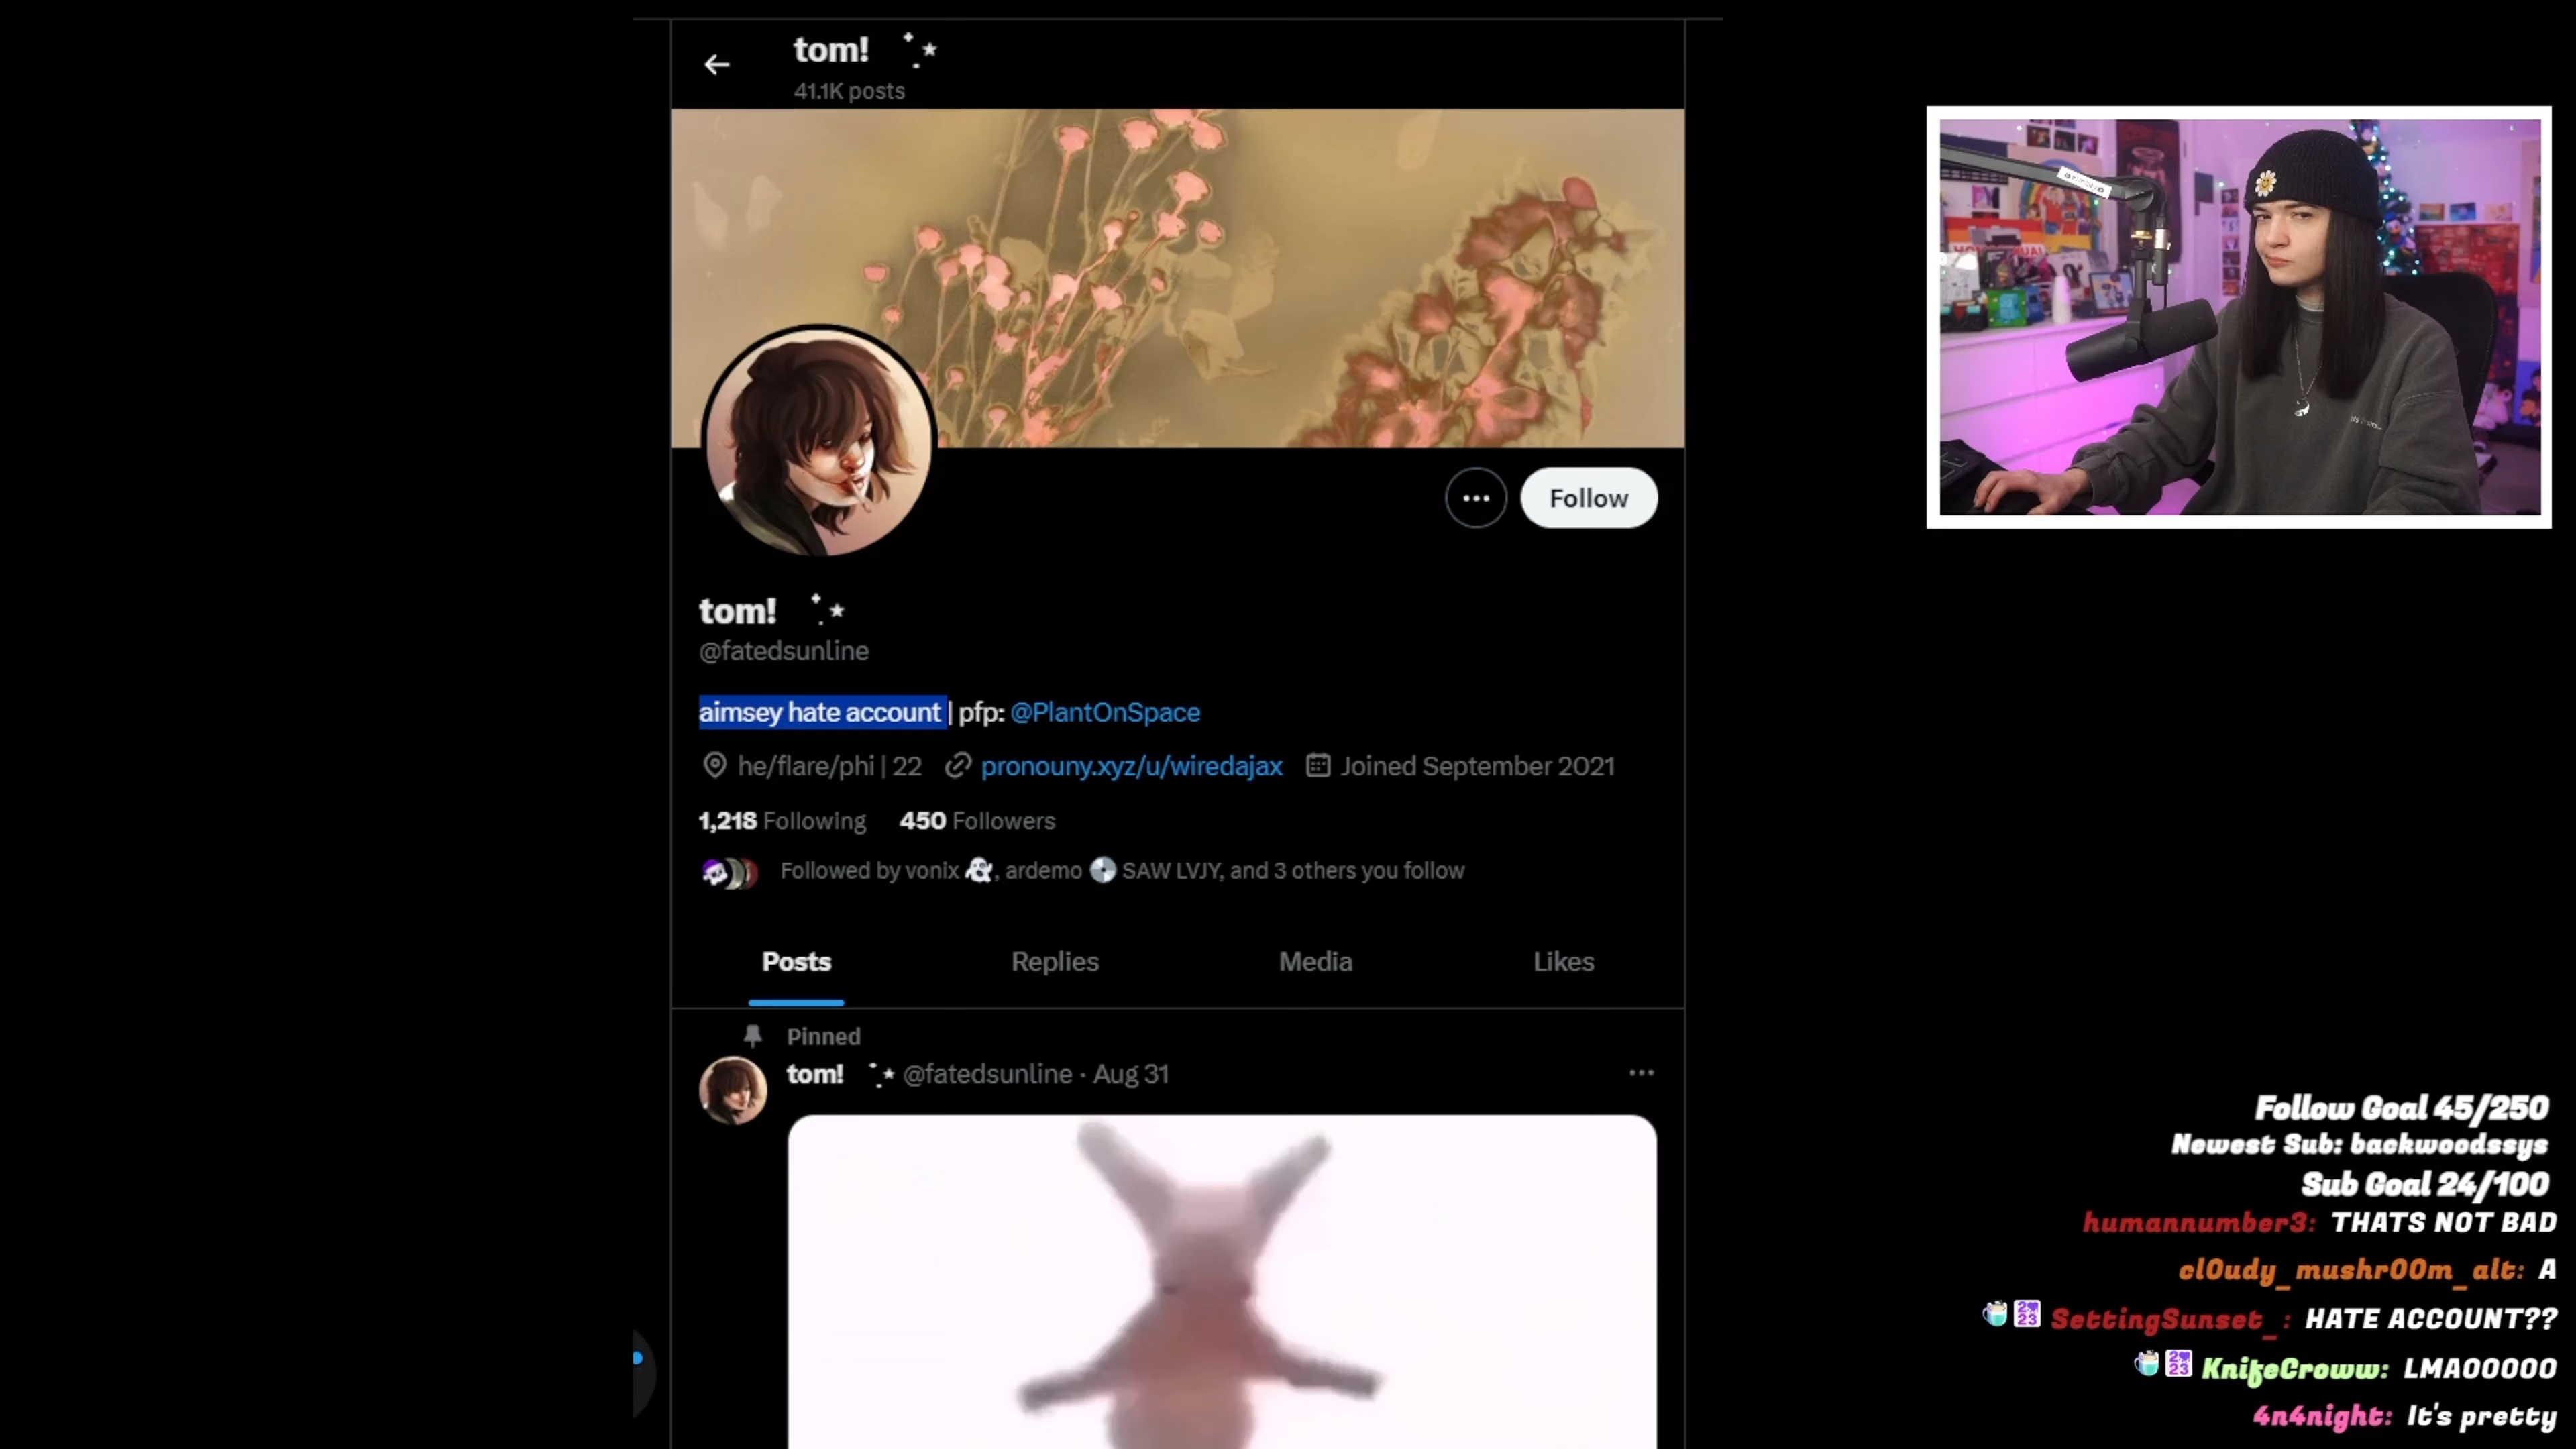 tom!
41.1K posts
Follow
tom!
@fatedsunline
aimsey hate account | pfp: @PlantOnSpace
he/flare/phi | 22 pronouny.xyz/u/wiredajax Joined September 2021
1,218 Following 450 Followers
Followed by vonix 👻, ardemo 💿 SAW LVJY, and 3 others you follow
Posts Replies Media Likes
Pinned
tom! @fatedsunline · Aug 31
Follow Goal 45/250
Newest Sub: backwoodssys
Sub Goal 24/100
humannumber3: THATS NOT BAD
cl0udy_mushr00m_alt: A
SettingSunset_: HATE ACCOUNT??
KnifeCroww: LMAOOOOO
4n4night: It's pretty